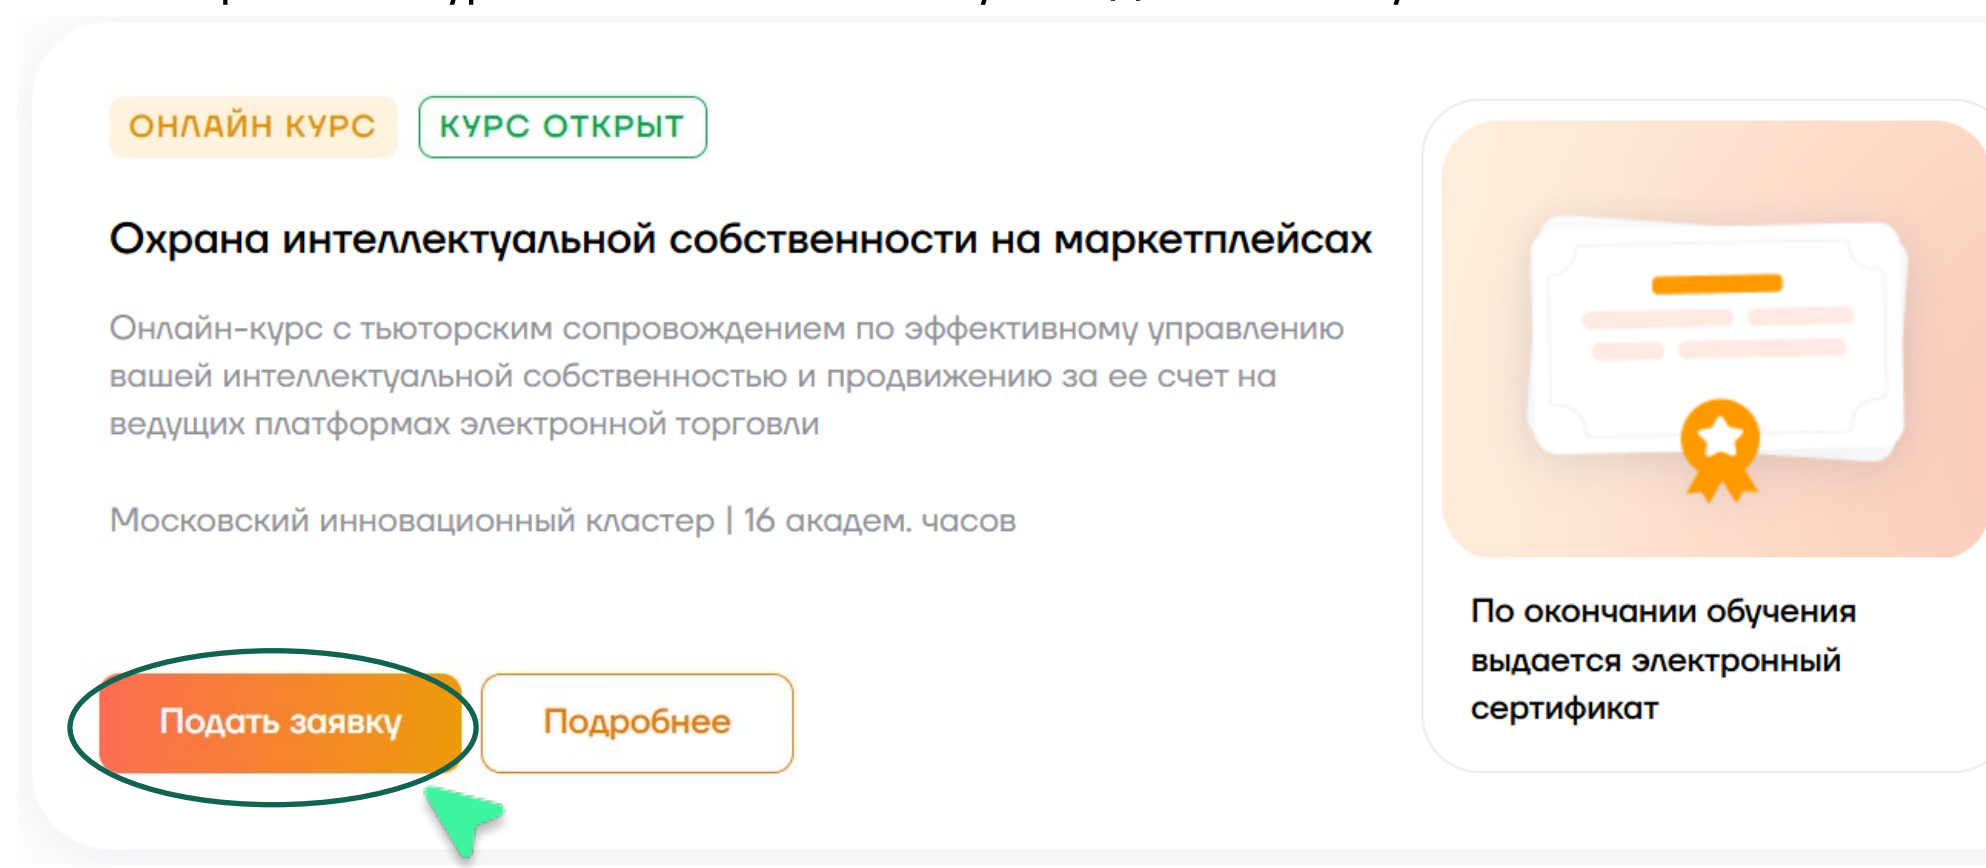 ОНЛАЙН КУРС
КУРС ОТКРЫТ
Охрана интеллектуальной собственности на маркетплейсах
Онлайн-курс с тьюторским сопровождением по эффективному управлению
вашей интеллектуальной собственностью и продвижению за ее счет на
ведущих платформах электронной торговли
Московский инновационный кластер | 16 академ. часов
Подать заявку
Подробнее
По окончании обучения
выдается электронный
сертификат